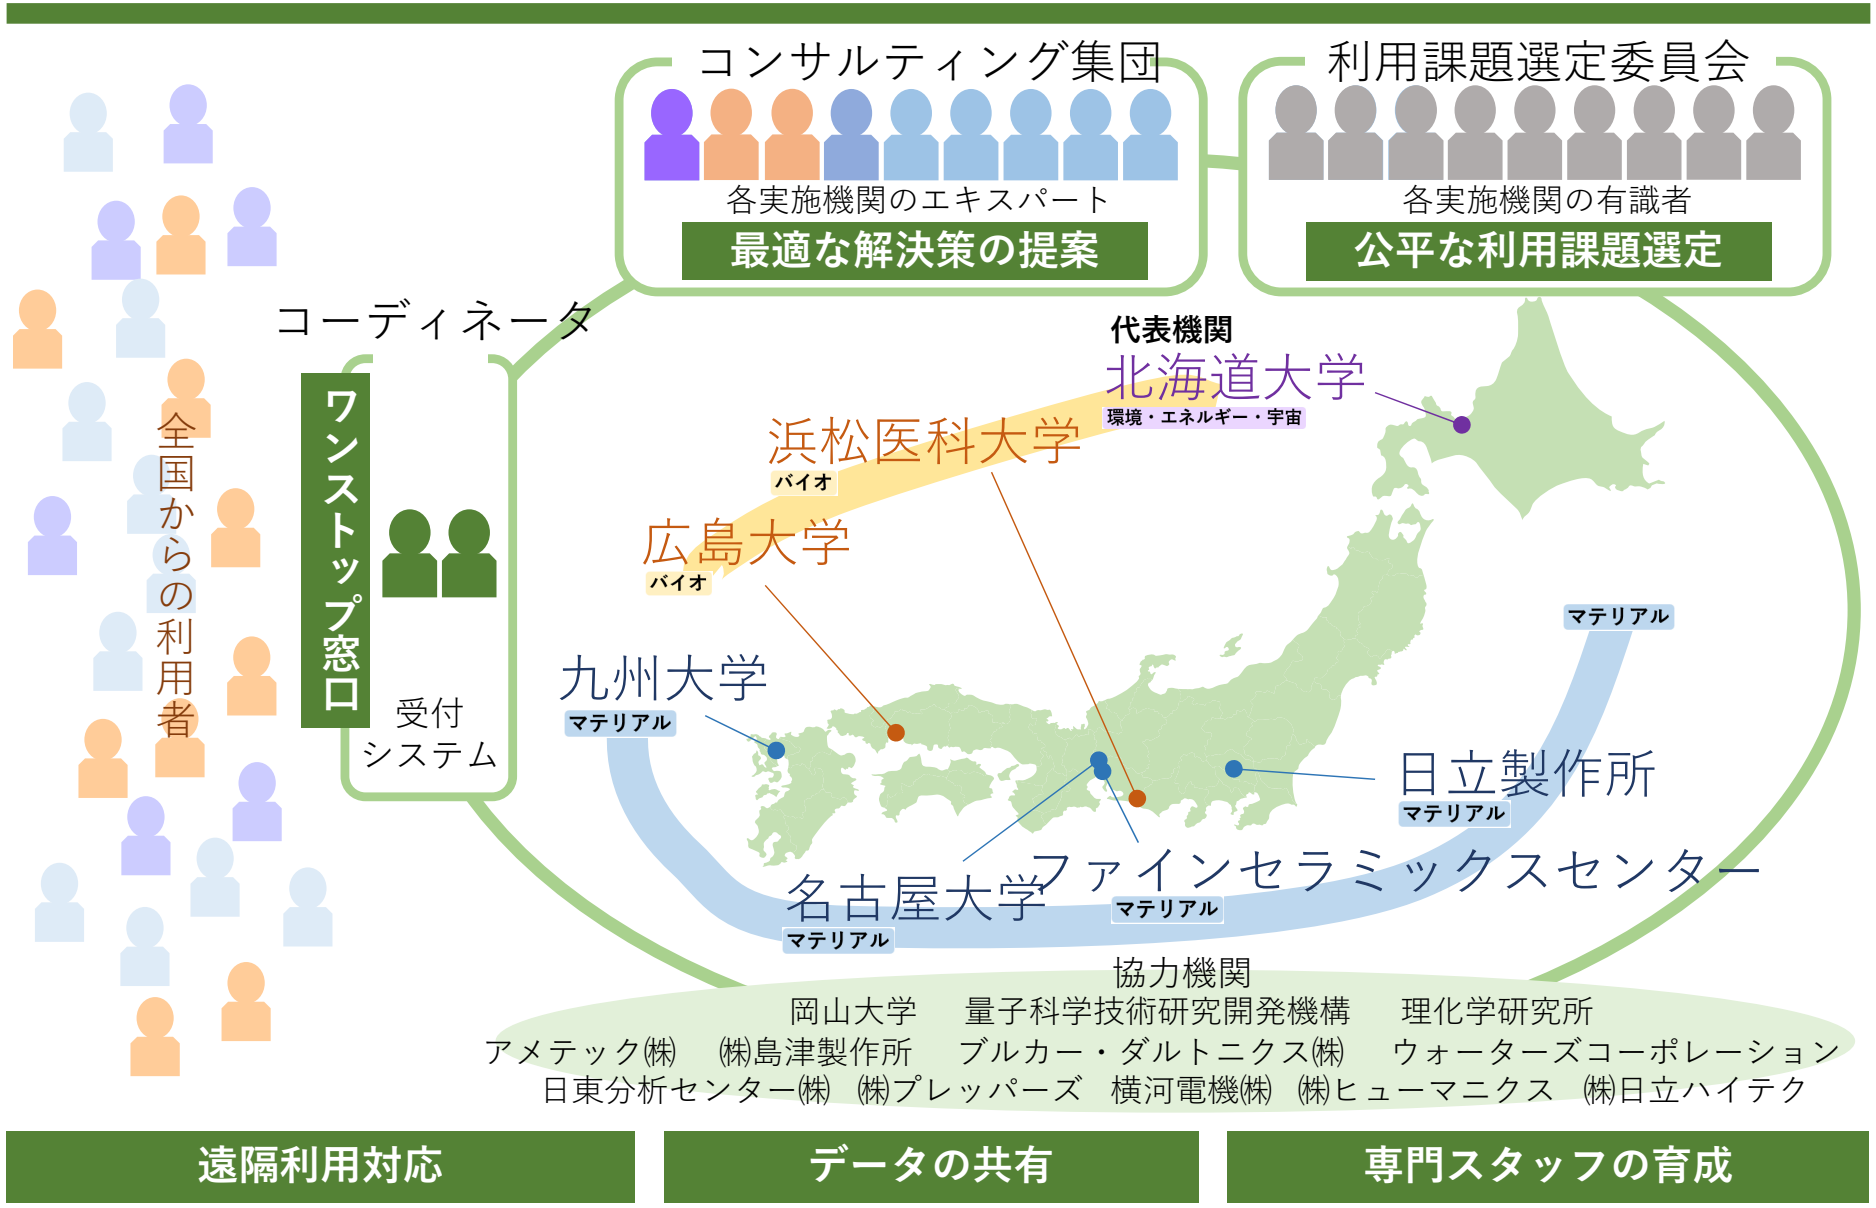 コンサルティング集団
各実施機関のエキスパート
最適な解決策の提案
利用課題選定委員会
各実施機関の有識者
公平な利用課題選定
全国からの利用者
コーディネータ
ワンストップ窓口
受付
システム
代表機関
北海道大学
環境・エネルギー・宇宙
浜松医科大学
バイオ
広島大学
バイオ
九州大学
マテリアル
マテリアル
日立製作所
マテリアル
ファインセラミックスセンター
マテリアル
名古屋大学
マテリアル
協力機関
岡山大学 量子科学技術研究開発機構 理化学研究所
アメテック㈱ ㈱島津製作所 ブルカー・ダルトニクス㈱ ウォーターズコーポレーション
日東分析センター㈱ ㈱プレッパーズ 横河電機㈱ ㈱ヒューマニクス ㈱日立ハイテク
遠隔利用対応
データの共有
専門スタッフの育成